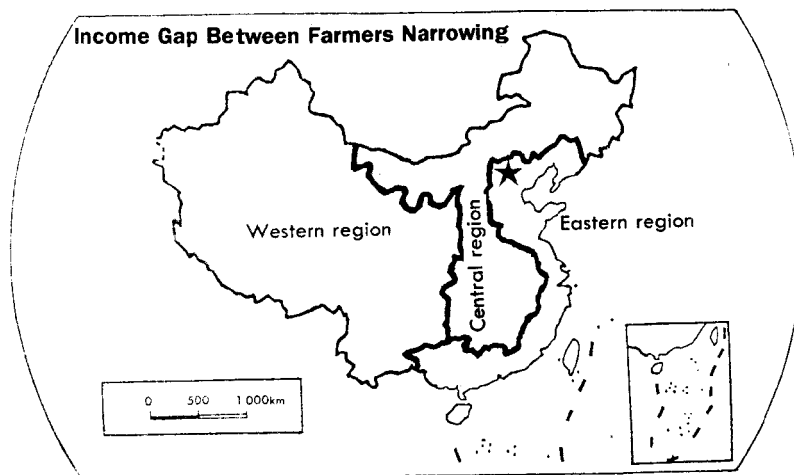 Income Gap Between Farmers Narrowing
Western region
Central region
Eastern region
0 500 1 000km